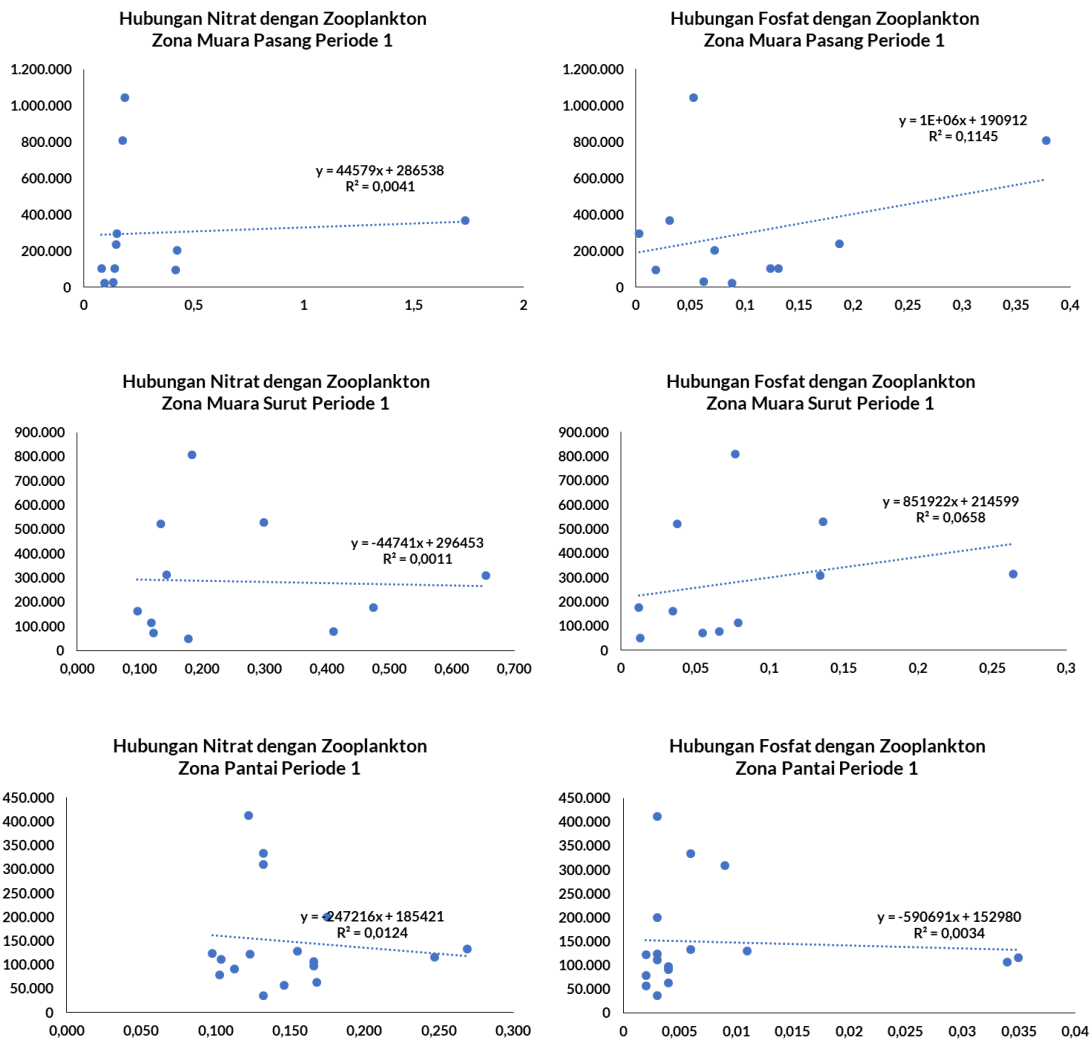 Hubungan Nitrat dengan Zooplankton
Zona Muara Pasang Periode 1
1.200.000
1.000.000
800.000
600.000
400.000
200.000
0
y = 44579x + 286538
R² = 0,0041
0 0,5 1 1,5 2
Hubungan Fosfat dengan Zooplankton
Zona Muara Pasang Periode 1
1.200.000
1.000.000
800.000
600.000
400.000
200.000
0
y = 1E+06x + 190912
R² = 0,1145
0 0,05 0,1 0,15 0,2 0,25 0,3 0,35 0,4
Hubungan Nitrat dengan Zooplankton
Zona Muara Surut Periode 1
900.000
800.000
700.000
600.000
500.000
400.000
300.000
200.000
100.000
0
y = -44741x + 296453
R² = 0,0011
0,000 0,100 0,200 0,300 0,400 0,500 0,600 0,700
Hubungan Fosfat dengan Zooplankton
Zona Muara Surut Periode 1
900.000
800.000
700.000
600.000
500.000
400.000
300.000
200.000
100.000
0
y = 851922x + 214599
R² = 0,0658
0 0,05 0,1 0,15 0,2 0,25 0,3
Hubungan Nitrat dengan Zooplankton
Zona Pantai Periode 1
450.000
400.000
350.000
300.000
250.000
200.000
150.000
100.000
50.000
0
y = -247216x + 185421
R² = 0,0124
0,000 0,050 0,100 0,150 0,200 0,250 0,300
Hubungan Fosfat dengan Zooplankton
Zona Pantai Periode 1
450.000
400.000
350.000
300.000
250.000
200.000
150.000
100.000
50.000
0
y = -590691x + 152980
R² = 0,0034
0 0,005 0,01 0,015 0,02 0,025 0,03 0,035 0,04